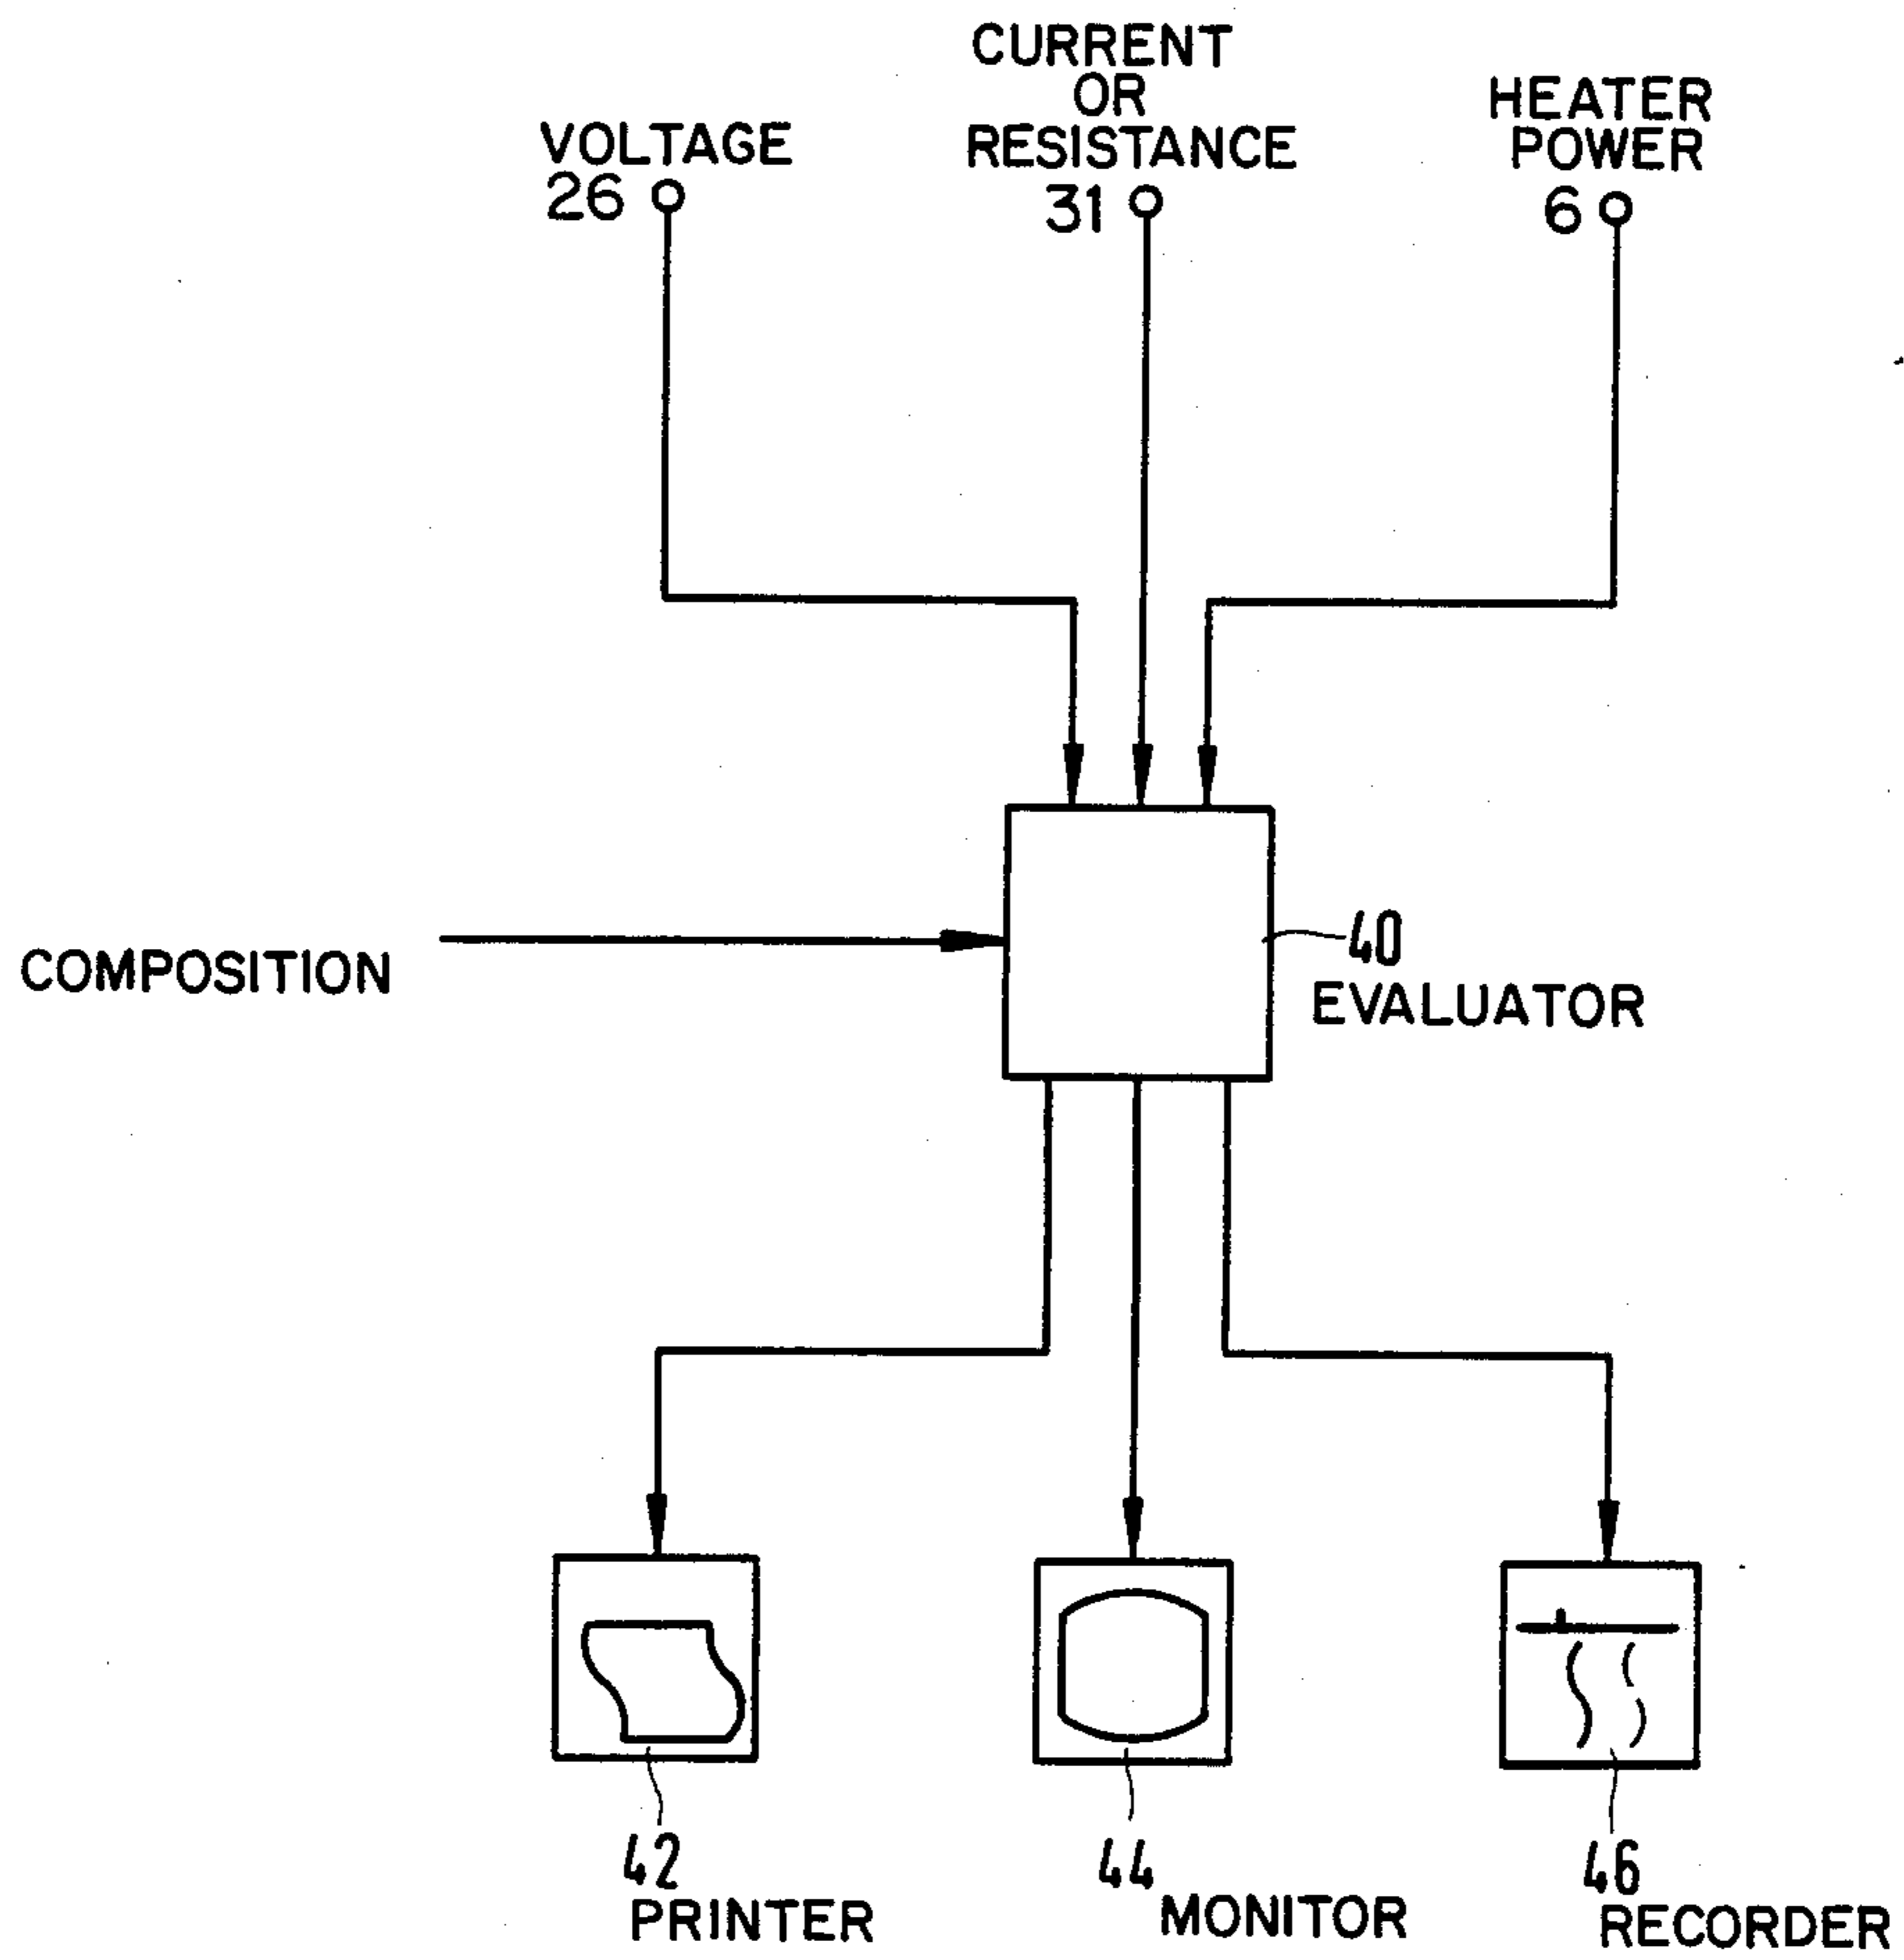 CURRENT
OR
RESISTANCE
31
HEATER
POWER
6
VOLTAGE
26
COMPOSITION
40
EVALUATOR
42
PRINTER
44
MONITOR
46
RECORDER